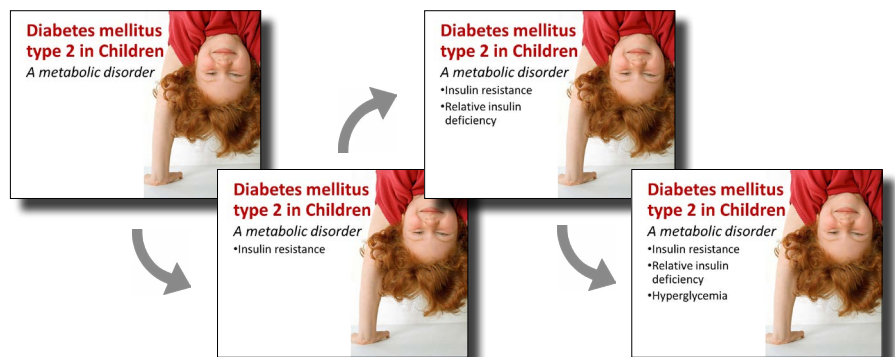 Diabetes mellitus
type 2 in Children
A metabolic disorder
Diabetes mellitus
type 2 in Children
A metabolic disorder
•Insulin resistance
Diabetes mellitus
type 2 in Children
A metabolic disorder
•Insulin resistance
•Relative insulin
deficiency
Diabetes mellitus
type 2 in Children
A metabolic disorder
•Insulin resistance
•Relative insulin
deficiency
•Hyperglycemia